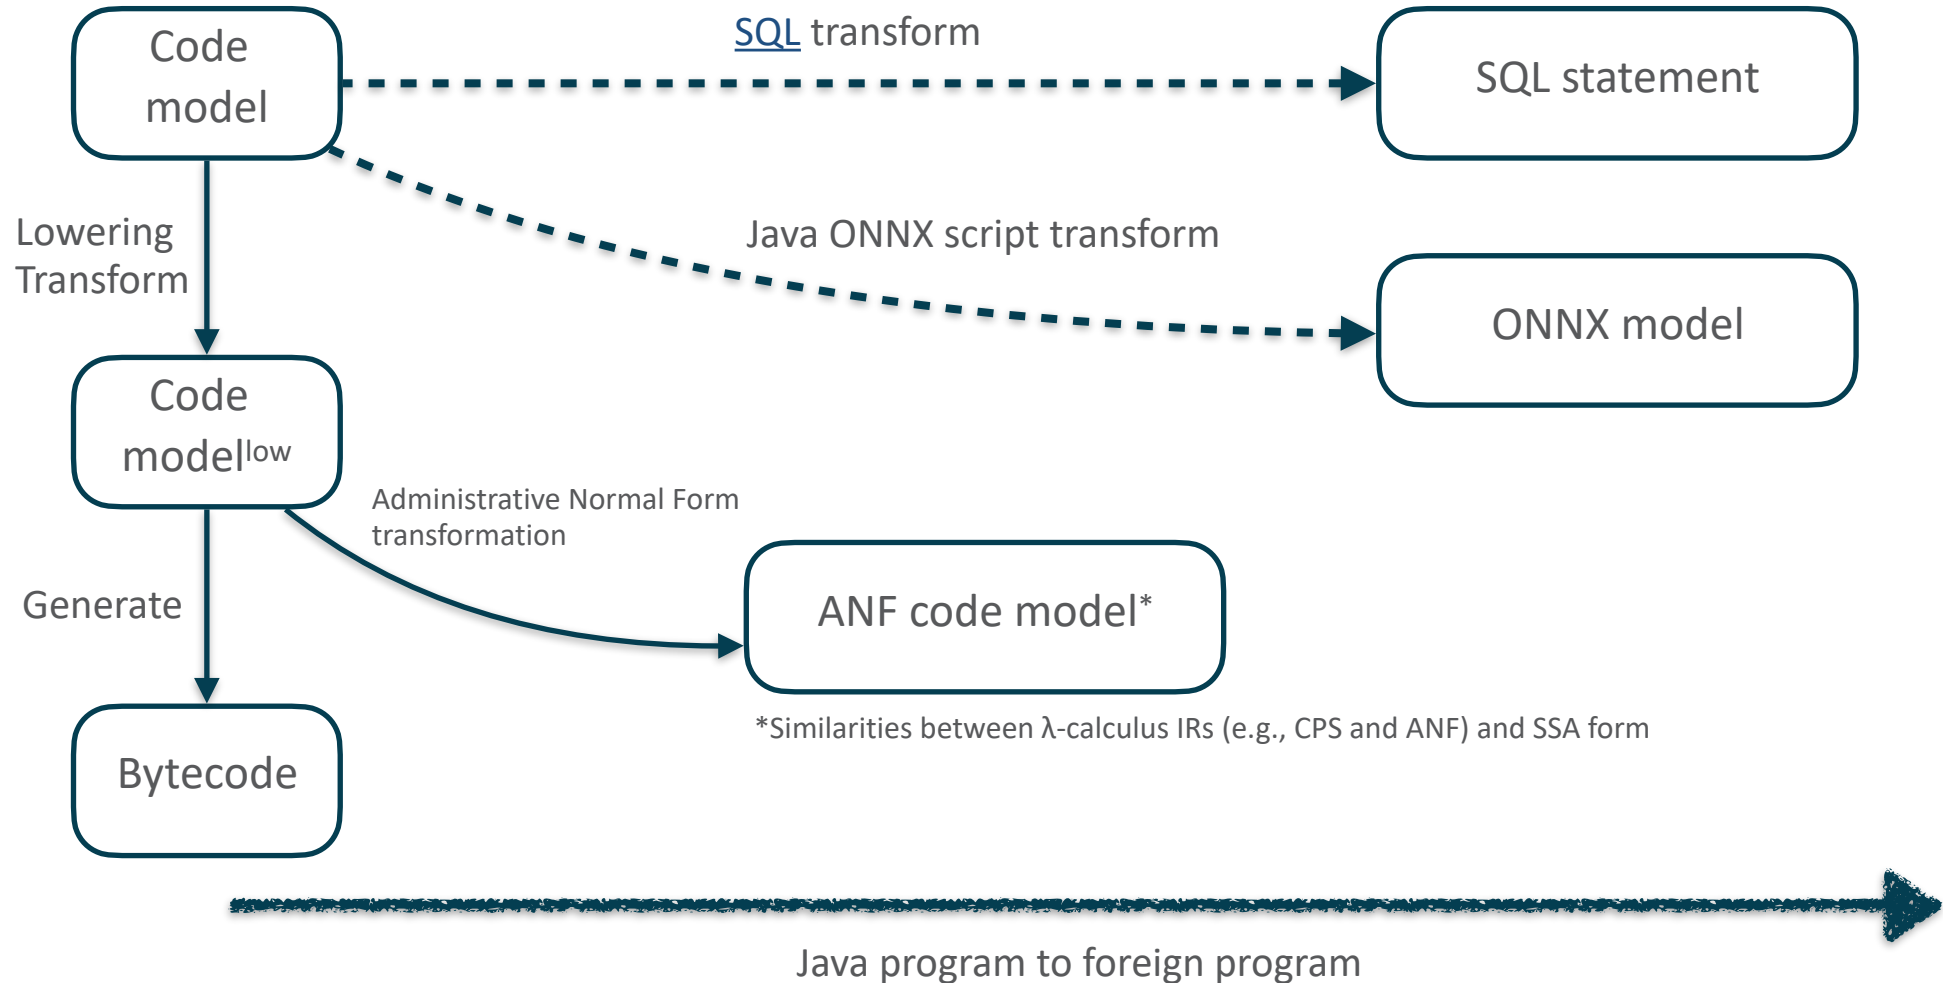 Code
model
SQL transform
SQL statement
Lowering
Transform
Java ONNX script transform
ONNX model
Code
modellow
Administrative Normal Form
transformation
Generate
ANF code model*
*Similarities between λ-calculus IRs (e.g., CPS and ANF) and SSA form
Bytecode
Java program to foreign program